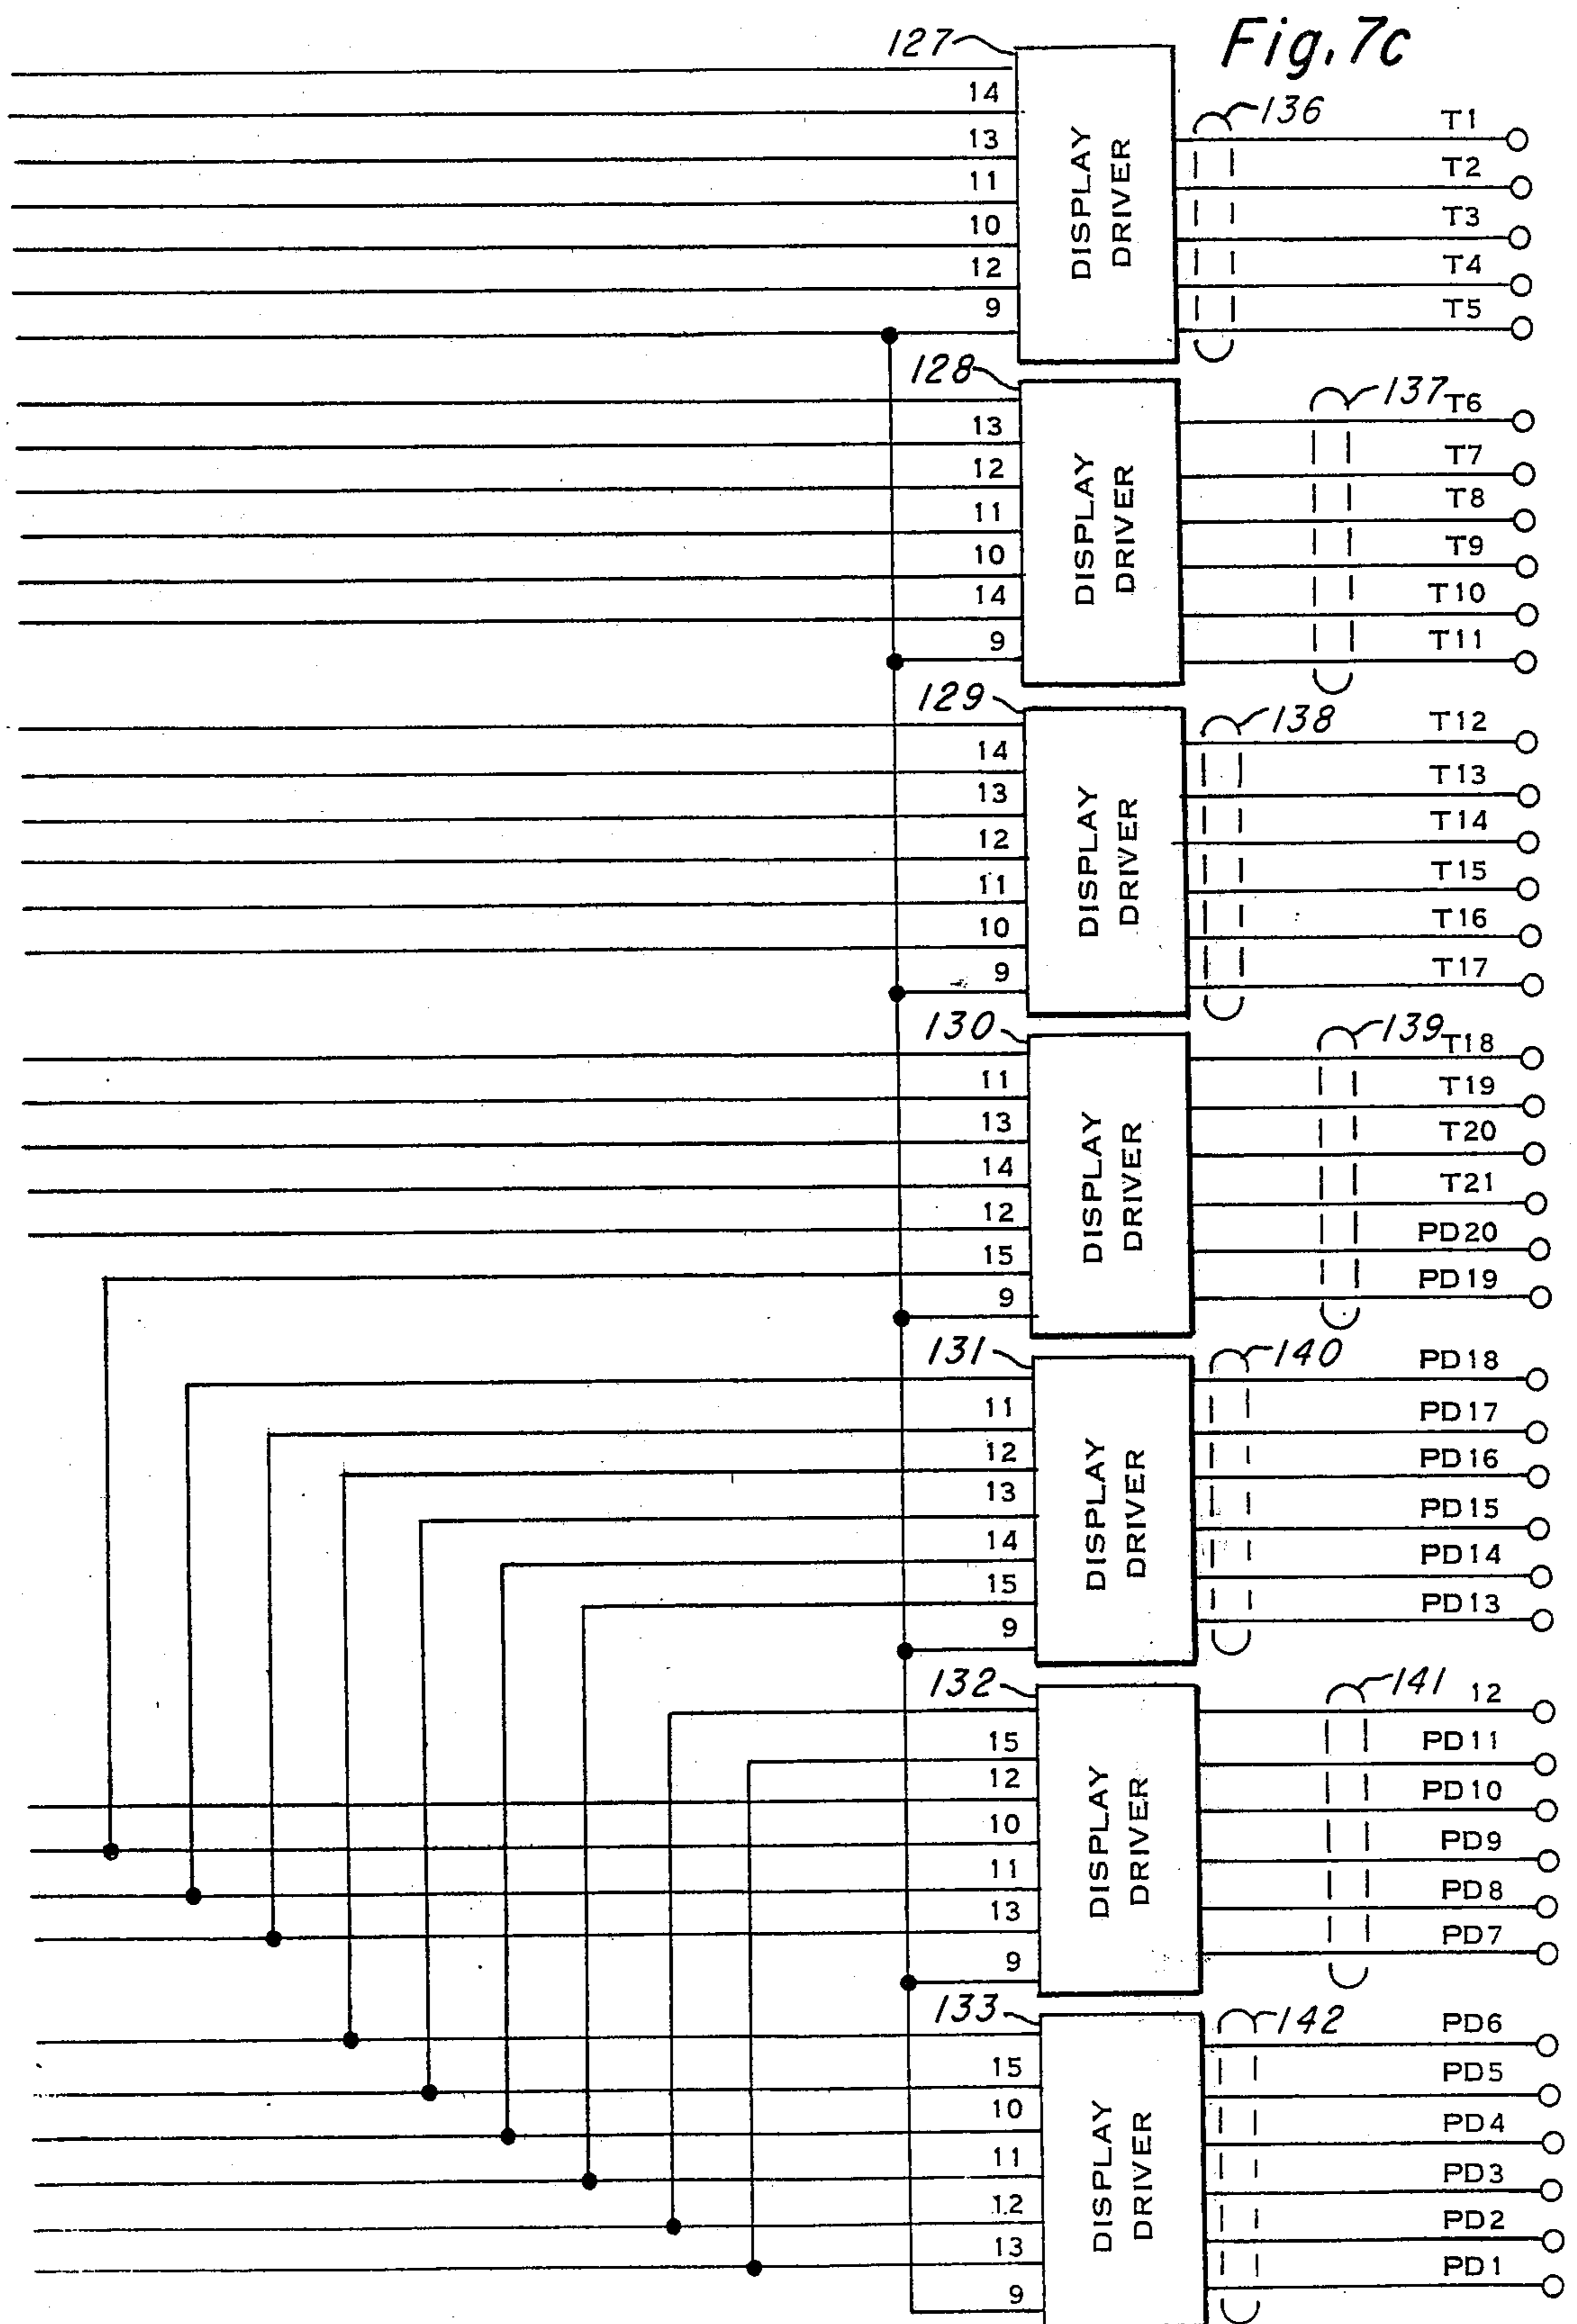 Fig. 7c
127
14
13
11
10
12
9
DISPLAY
DRIVER
136
T1
T2
T3
T4
T5
128
13
12
11
10
14
9
DISPLAY
DRIVER
137
T6
T7
T8
T9
T10
T11
129
14
13
12
11
10
9
DISPLAY
DRIVER
138
T12
T13
T14
T15
T16
T17
130
11
13
14
12
15
9
DISPLAY
DRIVER
139
T18
T19
T20
T21
PD20
PD19
131
11
12
13
14
15
9
DISPLAY
DRIVER
140
PD18
PD17
PD16
PD15
PD14
PD13
132
15
12
10
11
13
9
DISPLAY
DRIVER
141
12
PD11
PD10
PD9
PD8
PD7
133
15
10
11
12
13
9
DISPLAY
DRIVER
142
PD6
PD5
PD4
PD3
PD2
PD1